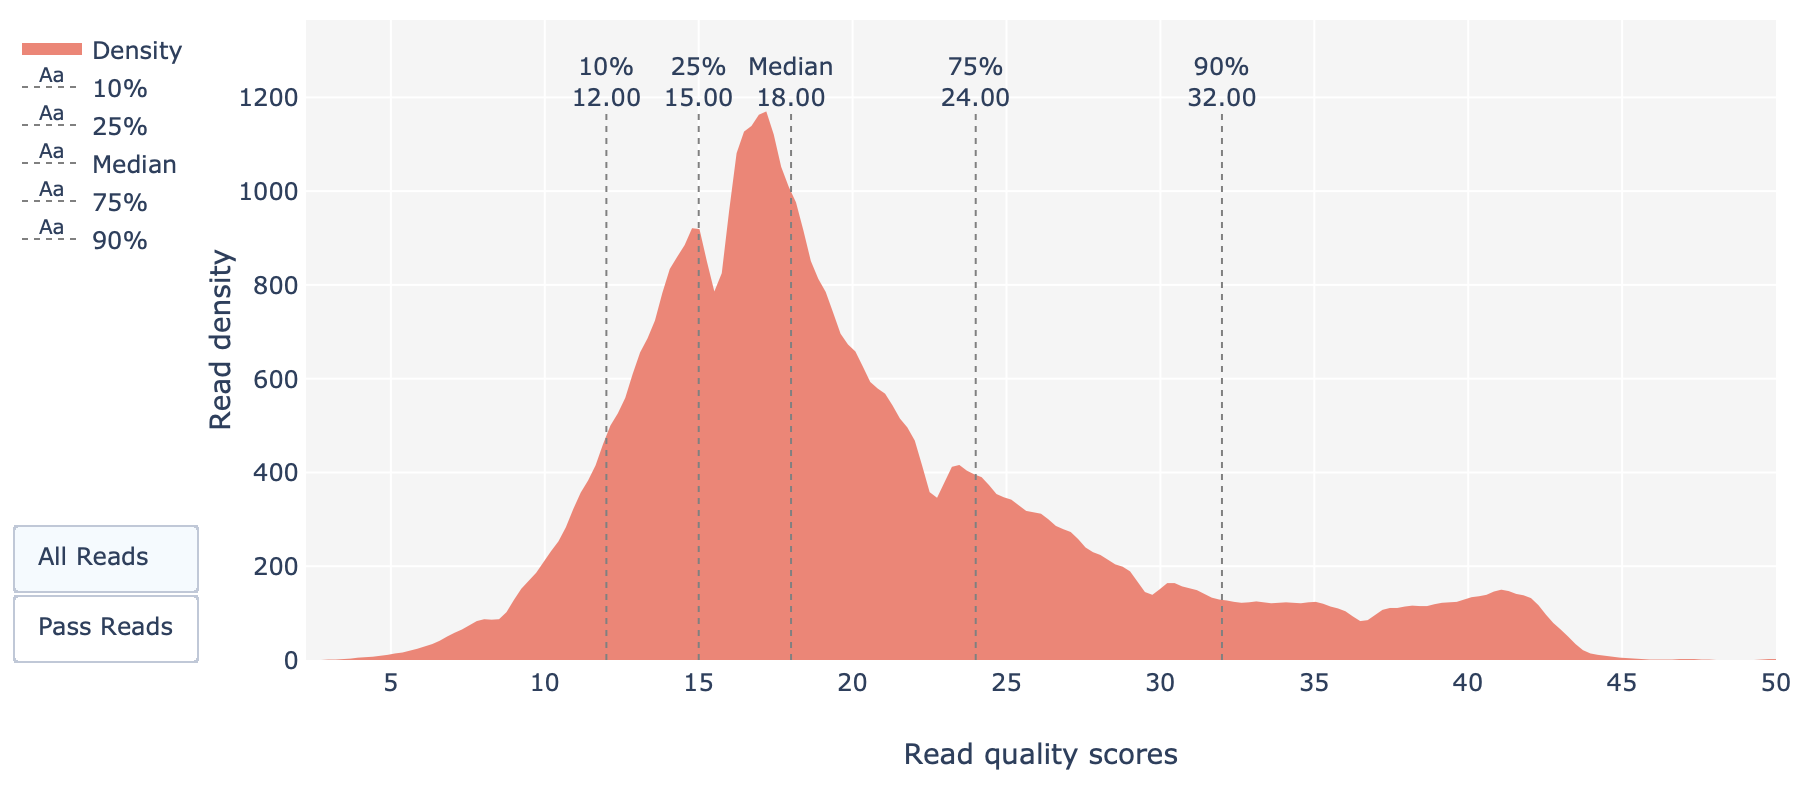 Density
Aa
10%
Aa
25%
Aa
Median
Aa
75%
Aa
90%
All Reads
Pass Reads
10% 25% Median 75% 90%
12.00 15.00 18.00 24.00 32.00
Read density
1200
1000
800
600
400
200
0
5 10 15 20 25 30 35 40 45 50
Read quality scores